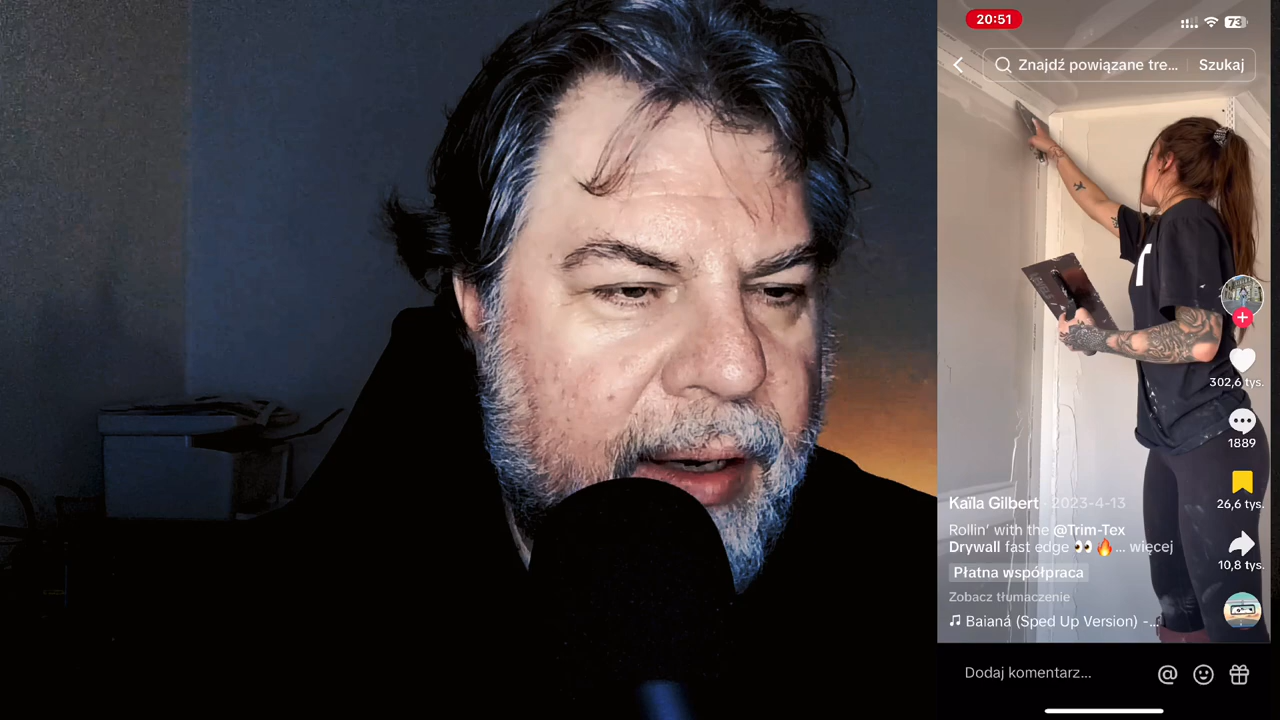 20:51
73
Znajdź powiązane tre...
Szukaj
302,6 tys.
1889
26,6 tys.
10,8 tys.
Kaïla Gilbert · 2023-4-13
Rollin’ with the @Trim-Tex
Drywall fast edge 👀🔥... więcej
Płatna współpraca
Zobacz tłumaczenie
Baianá (Sped Up Version) -...
Dodaj komentarz...